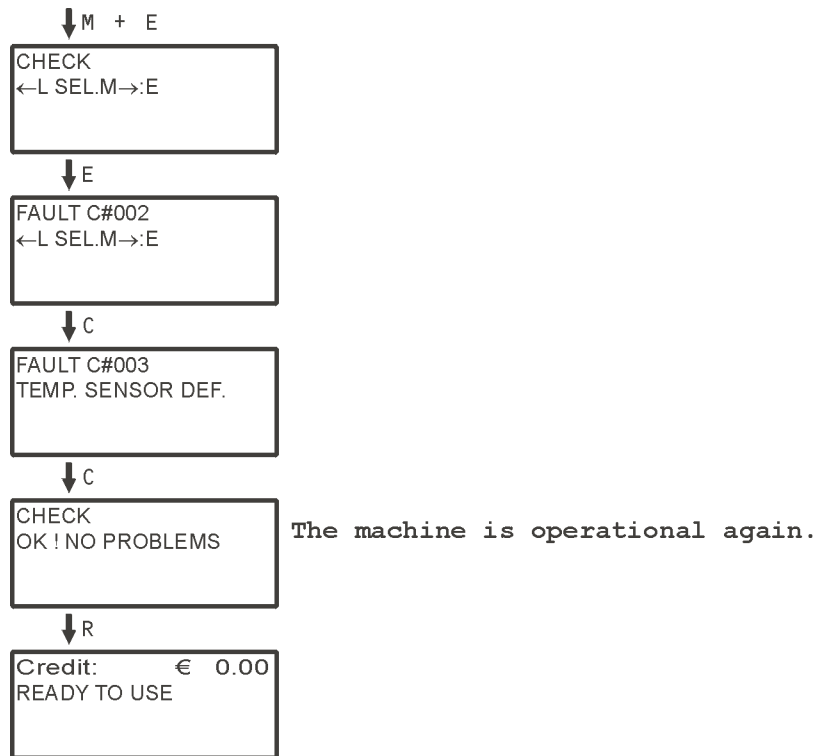 ↓ M + E
CHECK
←L SEL.M→:E
↓ E
FAULT C#002
←L SEL.M→:E
↓ C
FAULT C#003
TEMP. SENSOR DEF.
↓ C
CHECK
OK ! NO PROBLEMS
The machine is operational again.
↓ R
Credit: € 0.00
READY TO USE